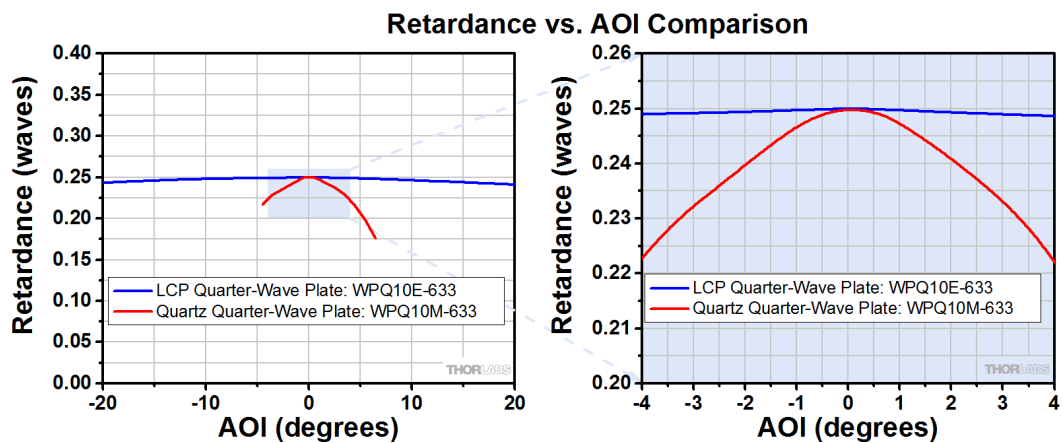 Retardance vs. AOI Comparison
Retardance (waves)
0.40
0.35
0.30
0.25
0.20
0.15
0.10
0.05
0.00
LCP Quarter-Wave Plate: WPQ10E-633
Quartz Quarter-Wave Plate: WPQ10M-633
THORLABS
-20 -10 0 10 20
AOI (degrees)
Retardance (waves)
0.26
0.25
0.24
0.23
0.22
0.21
0.20
LCP Quarter-Wave Plate: WPQ10E-633
Quartz Quarter-Wave Plate: WPQ10M-633
THORLABS
-4 -3 -2 -1 0 1 2 3 4
AOI (degrees)